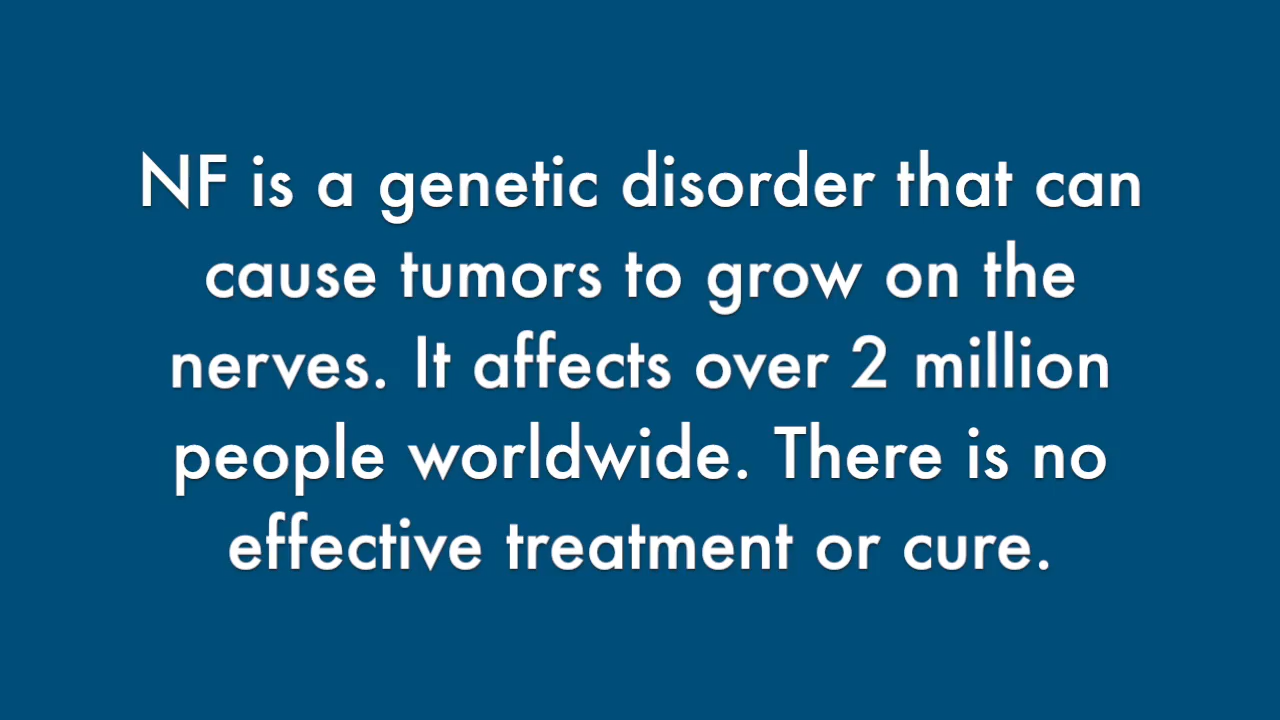 NF is a genetic disorder that can
cause tumors to grow on the
nerves. It affects over 2 million
people worldwide. There is no
effective treatment or cure.